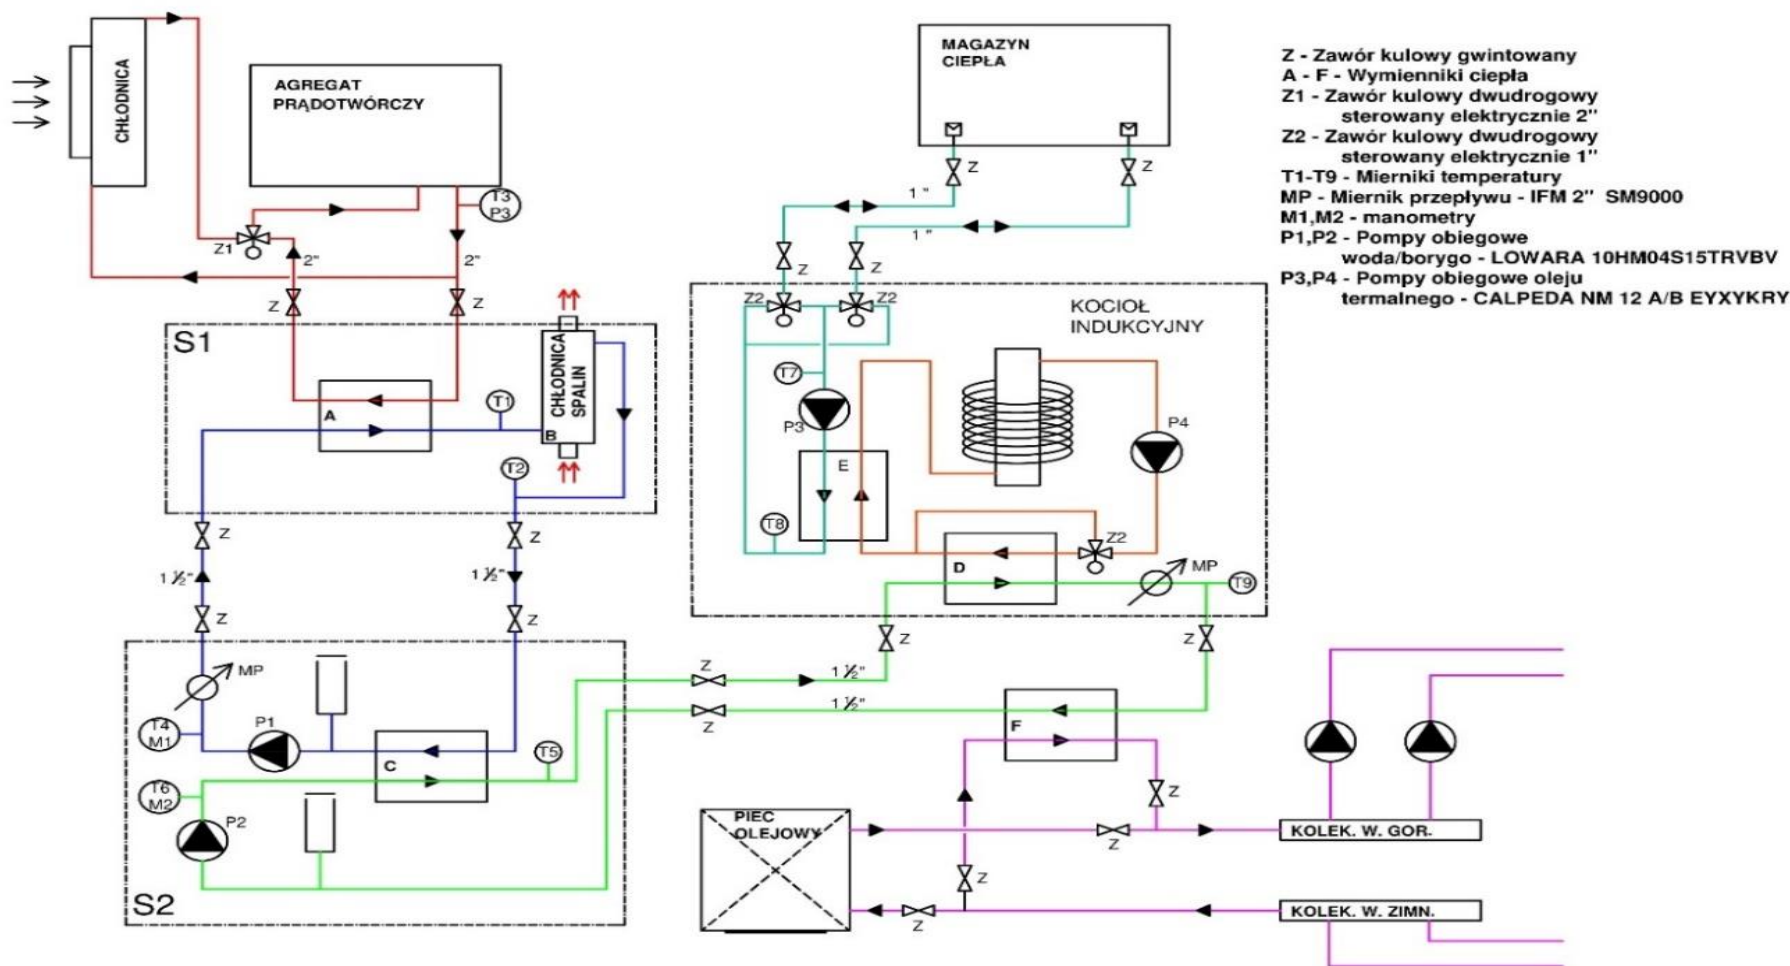 CHŁODNICA
AGREGAT
PRĄDOTWÓRCZY
T3
P3
Z1
2"
2"
Z
Z
S1
CHŁODNICA
SPALIN
A
B
T1
T2
Z
Z
1 ½"
1 ½"
Z
Z
MP
T4
M1
P1
C
T5
T6
M2
P2
S2
MAGAZYN
CIEPŁA
Z
Z
1 "
1 "
Z
Z
Z2
Z2
KOCIOŁ
INDUKCYJNY
T7
P3
P4
E
T8
Z2
D
MP
T9
Z
Z
Z
1 ½"
Z
1 ½"
F
Z
PIEC
OLEJOWY
Z
Z
Z
KOLEK. W. GOR.
KOLEK. W. ZIMN.
Z - Zawór kulowy gwintowany
A - F - Wymienniki ciepła
Z1 - Zawór kulowy dwudrogowy
sterowany elektrycznie 2"
Z2 - Zawór kulowy dwudrogowy
sterowany elektrycznie 1"
T1-T9 - Mierniki temperatury
MP - Miernik przepływu - IFM 2" SM9000
M1,M2 - manometry
P1,P2 - Pompy obiegowe
woda/borygo - LOWARA 10HM04S15TRVBV
P3,P4 - Pompy obiegowe oleju
termalnego - CALPEDA NM 12 A/B EYXYKRY